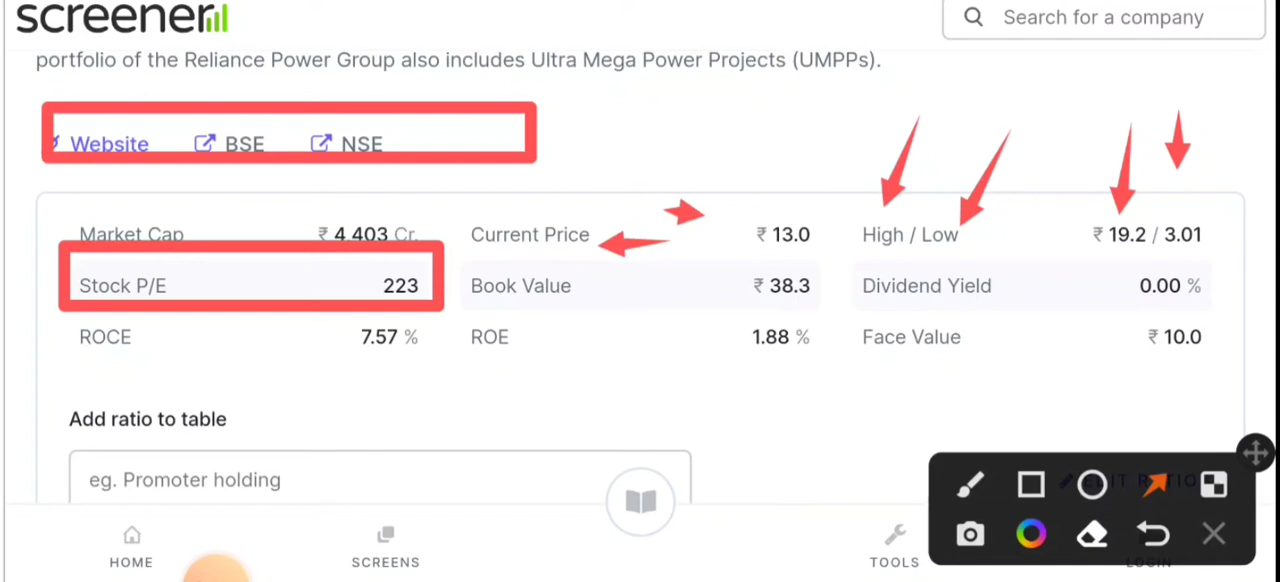 screener
Search for a company
portfolio of the Reliance Power Group also includes Ultra Mega Power Projects (UMPPs).
Website BSE NSE
Market Cap ₹ 4,403 Cr. Current Price ₹ 13.0 High / Low ₹ 19.2 / 3.01
Stock P/E 223 Book Value ₹ 38.3 Dividend Yield 0.00 %
ROCE 7.57 % ROE 1.88 % Face Value ₹ 10.0
Add ratio to table
eg. Promoter holding
EDIT RATIO
HOME SCREENS TOOLS LOGIN